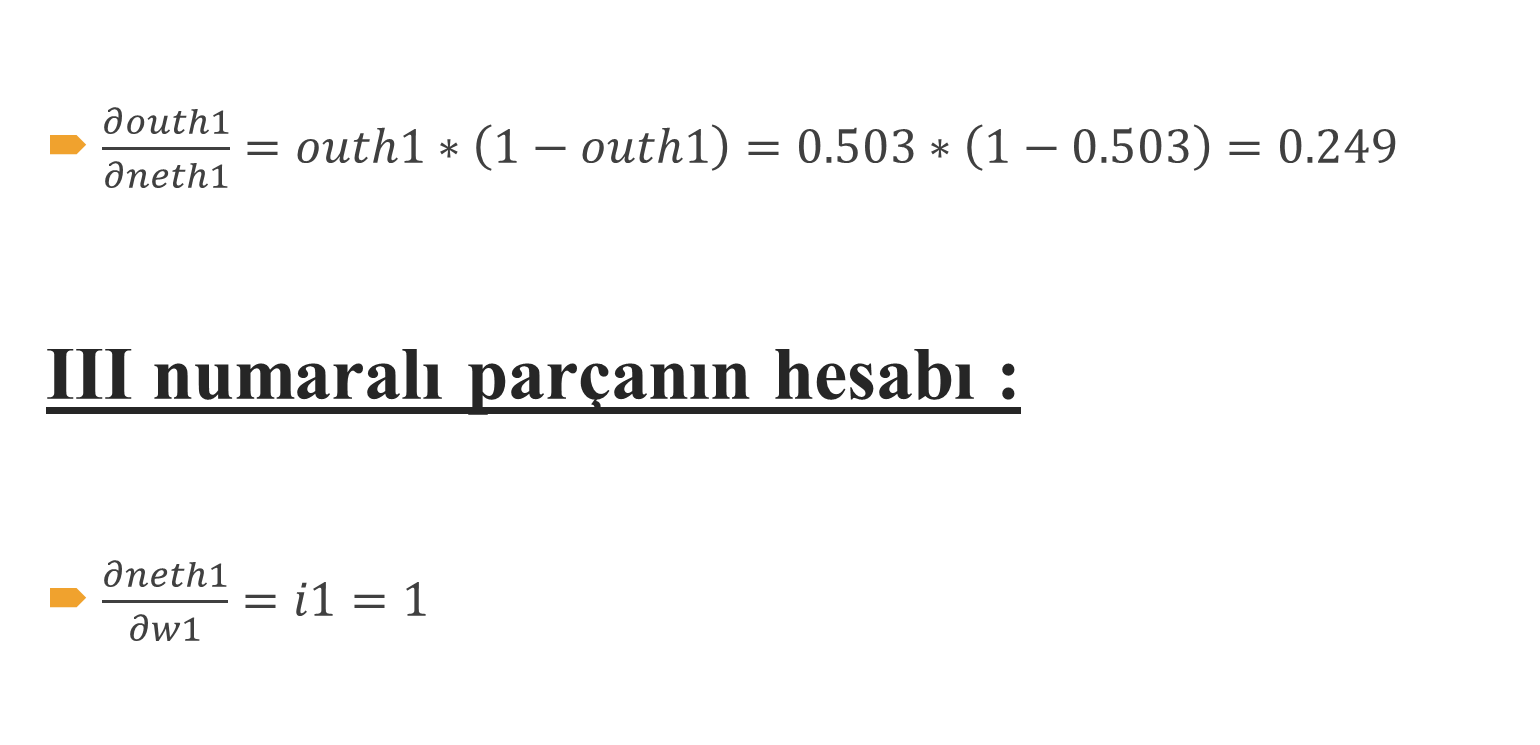 ∂outh1/∂neth1 = outh1 * (1 − outh1) = 0.503 * (1 − 0.503) = 0.249
III numaralı parçanın hesabı :
∂neth1/∂w1 = i1 = 1